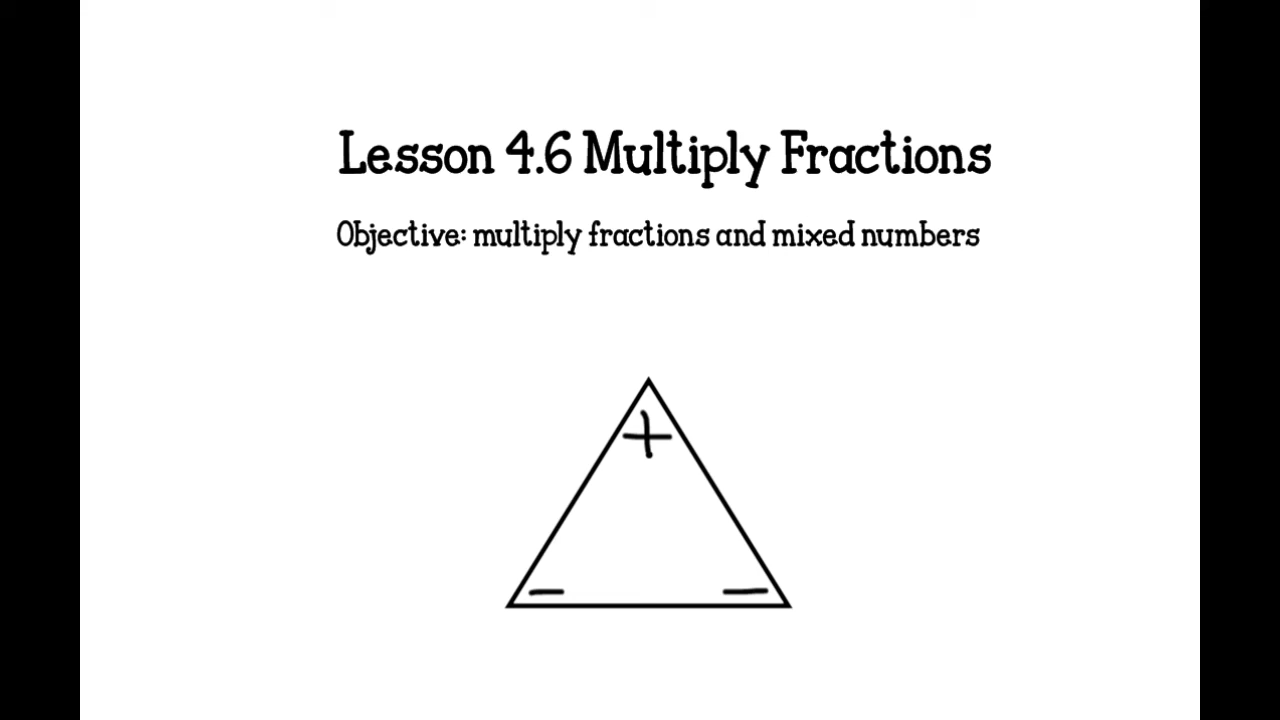 Lesson 4.6 Multiply Fractions
Objective: multiply fractions and mixed numbers
+
— —